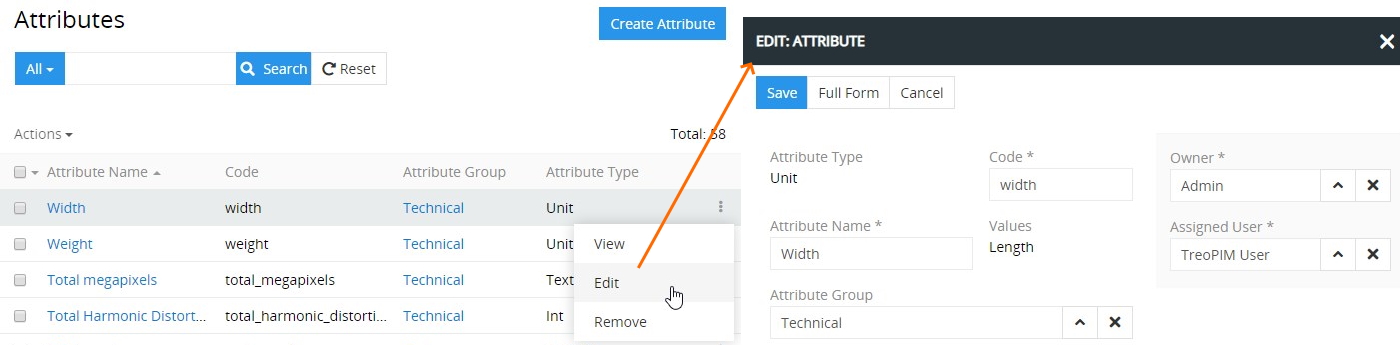 Attributes
Create Attribute
All
Search
Reset
Actions
Total: 58
Attribute Name
Code
Attribute Group
Attribute Type
Width
width
Technical
Unit
Weight
weight
Technical
Unit
Total megapixels
total_megapixels
Technical
Text
Total Harmonic Distort...
total_harmonic_distorti...
Technical
Int
View
Edit
Remove
EDIT: ATTRIBUTE
Save
Full Form
Cancel
Attribute Type
Unit
Code *
width
Attribute Name *
Width
Values
Length
Attribute Group
Technical
Owner *
Admin
Assigned User *
TreoPIM User